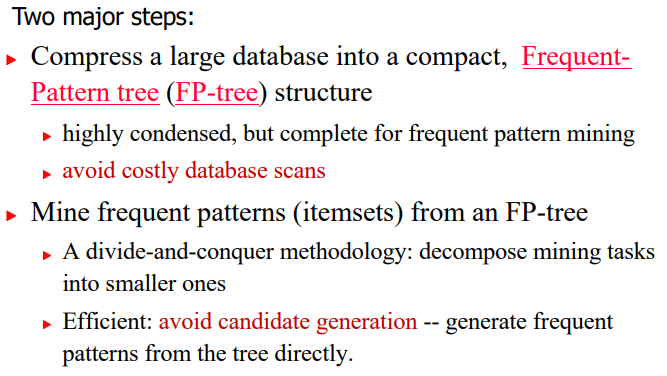 Two major steps:
Compress a large database into a compact, Frequent-
Pattern tree (FP-tree) structure
highly condensed, but complete for frequent pattern mining
avoid costly database scans
Mine frequent patterns (itemsets) from an FP-tree
A divide-and-conquer methodology: decompose mining tasks
into smaller ones
Efficient: avoid candidate generation -- generate frequent
patterns from the tree directly.